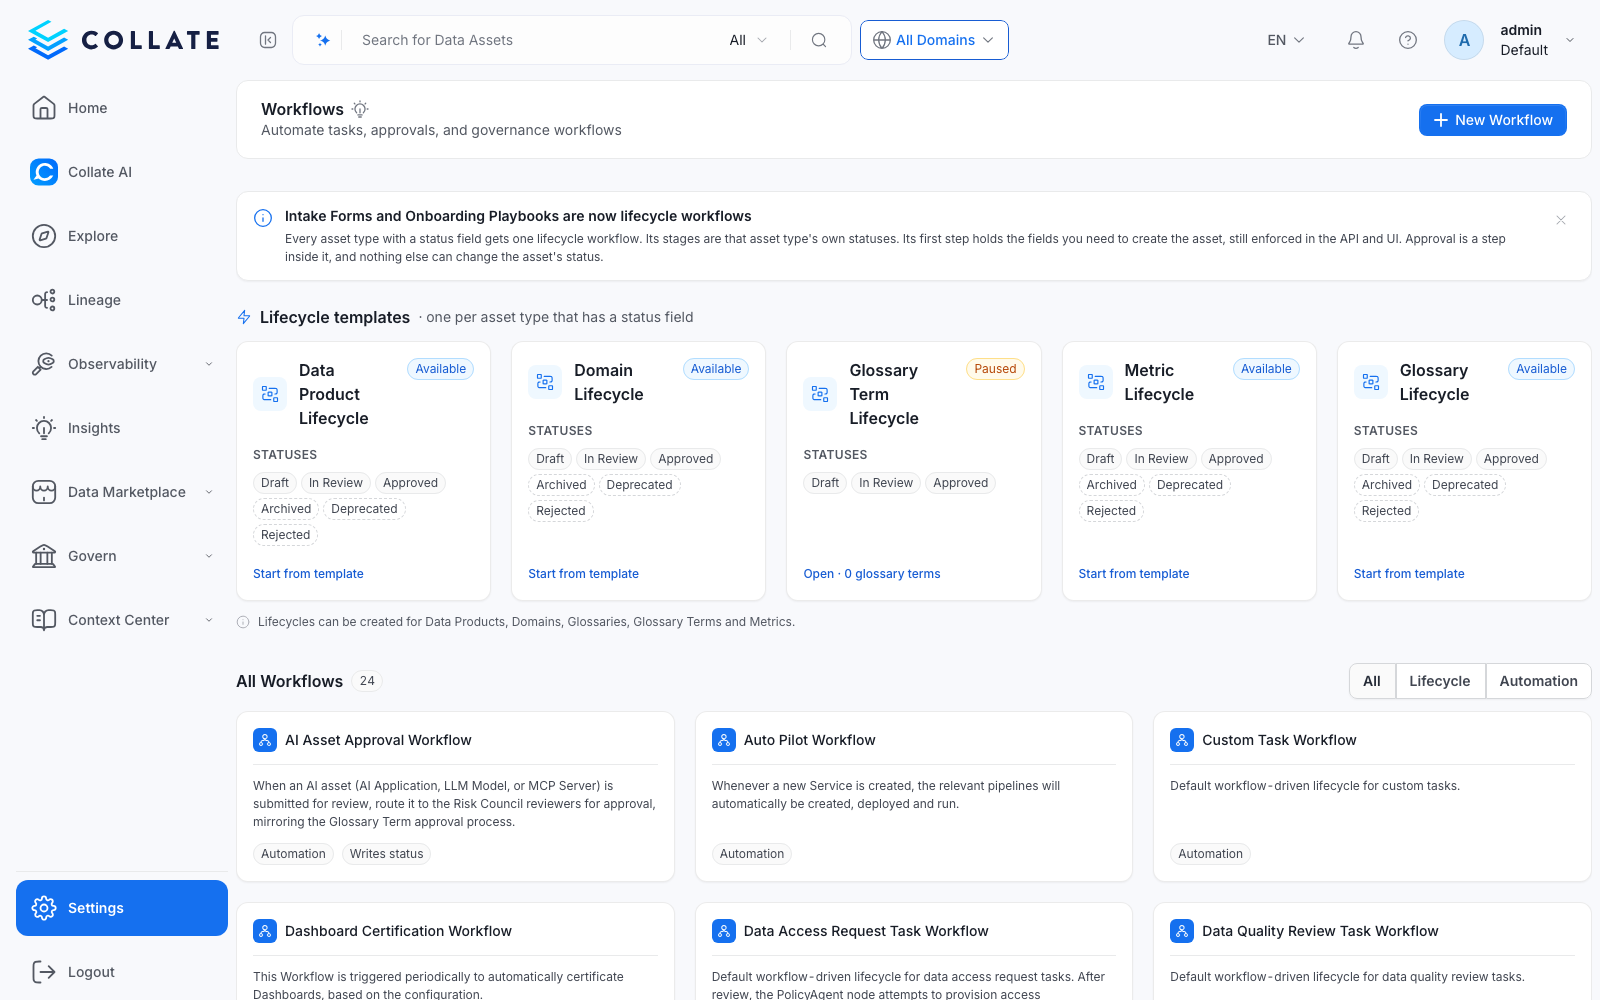 COLLATE
Search for Data Assets
All
All Domains
EN
A
admin
Default
Home
Collate AI
Explore
Lineage
Observability
Insights
Data Marketplace
Govern
Context Center
Settings
Logout
Workflows
Automate tasks, approvals, and governance workflows
New Workflow
Intake Forms and Onboarding Playbooks are now lifecycle workflows
Every asset type with a status field gets one lifecycle workflow. Its stages are that asset type's own statuses. Its first step holds the fields you need to create the asset, still enforced in the API and UI. Approval is a step
inside it, and nothing else can change the asset's status.
Lifecycle templates · one per asset type that has a status field
Data
Product
Lifecycle
Available
STATUSES
Draft In Review Approved
Archived Deprecated
Rejected
Start from template
Domain
Lifecycle
Available
STATUSES
Draft In Review Approved
Archived Deprecated
Rejected
Start from template
Glossary
Term
Lifecycle
Paused
STATUSES
Draft In Review Approved
Open · 0 glossary terms
Metric
Lifecycle
Available
STATUSES
Draft In Review Approved
Archived Deprecated
Rejected
Start from template
Glossary
Lifecycle
Available
STATUSES
Draft In Review Approved
Archived Deprecated
Rejected
Start from template
Lifecycles can be created for Data Products, Domains, Glossaries, Glossary Terms and Metrics.
All Workflows 24
All Lifecycle Automation
AI Asset Approval Workflow
When an AI asset (AI Application, LLM Model, or MCP Server) is
submitted for review, route it to the Risk Council reviewers for approval,
mirroring the Glossary Term approval process.
Automation Writes status
Auto Pilot Workflow
Whenever a new Service is created, the relevant pipelines will
automatically be created, deployed and run.
Automation
Custom Task Workflow
Default workflow-driven lifecycle for custom tasks.
Automation
Dashboard Certification Workflow
This Workflow is triggered periodically to automatically certificate
Dashboards, based on the configuration.
Data Access Request Task Workflow
Default workflow-driven lifecycle for data access request tasks. After
review, the PolicyAgent node attempts to provision access
Data Quality Review Task Workflow
Default workflow-driven lifecycle for data quality review tasks.